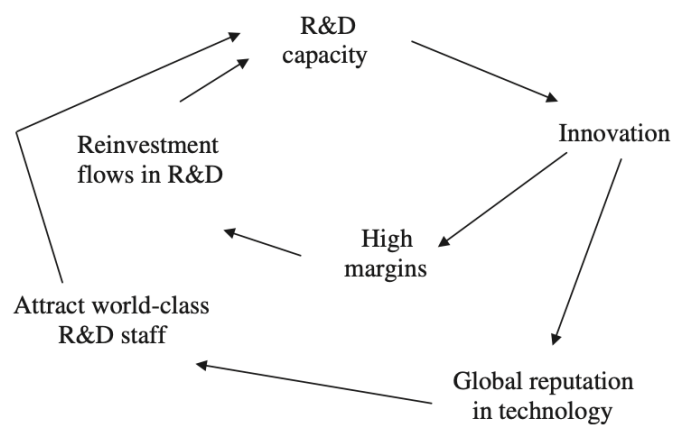 R&D
capacity
Innovation
Reinvestment
flows in R&D
High
margins
Attract world-class
R&D staff
Global reputation
in technology